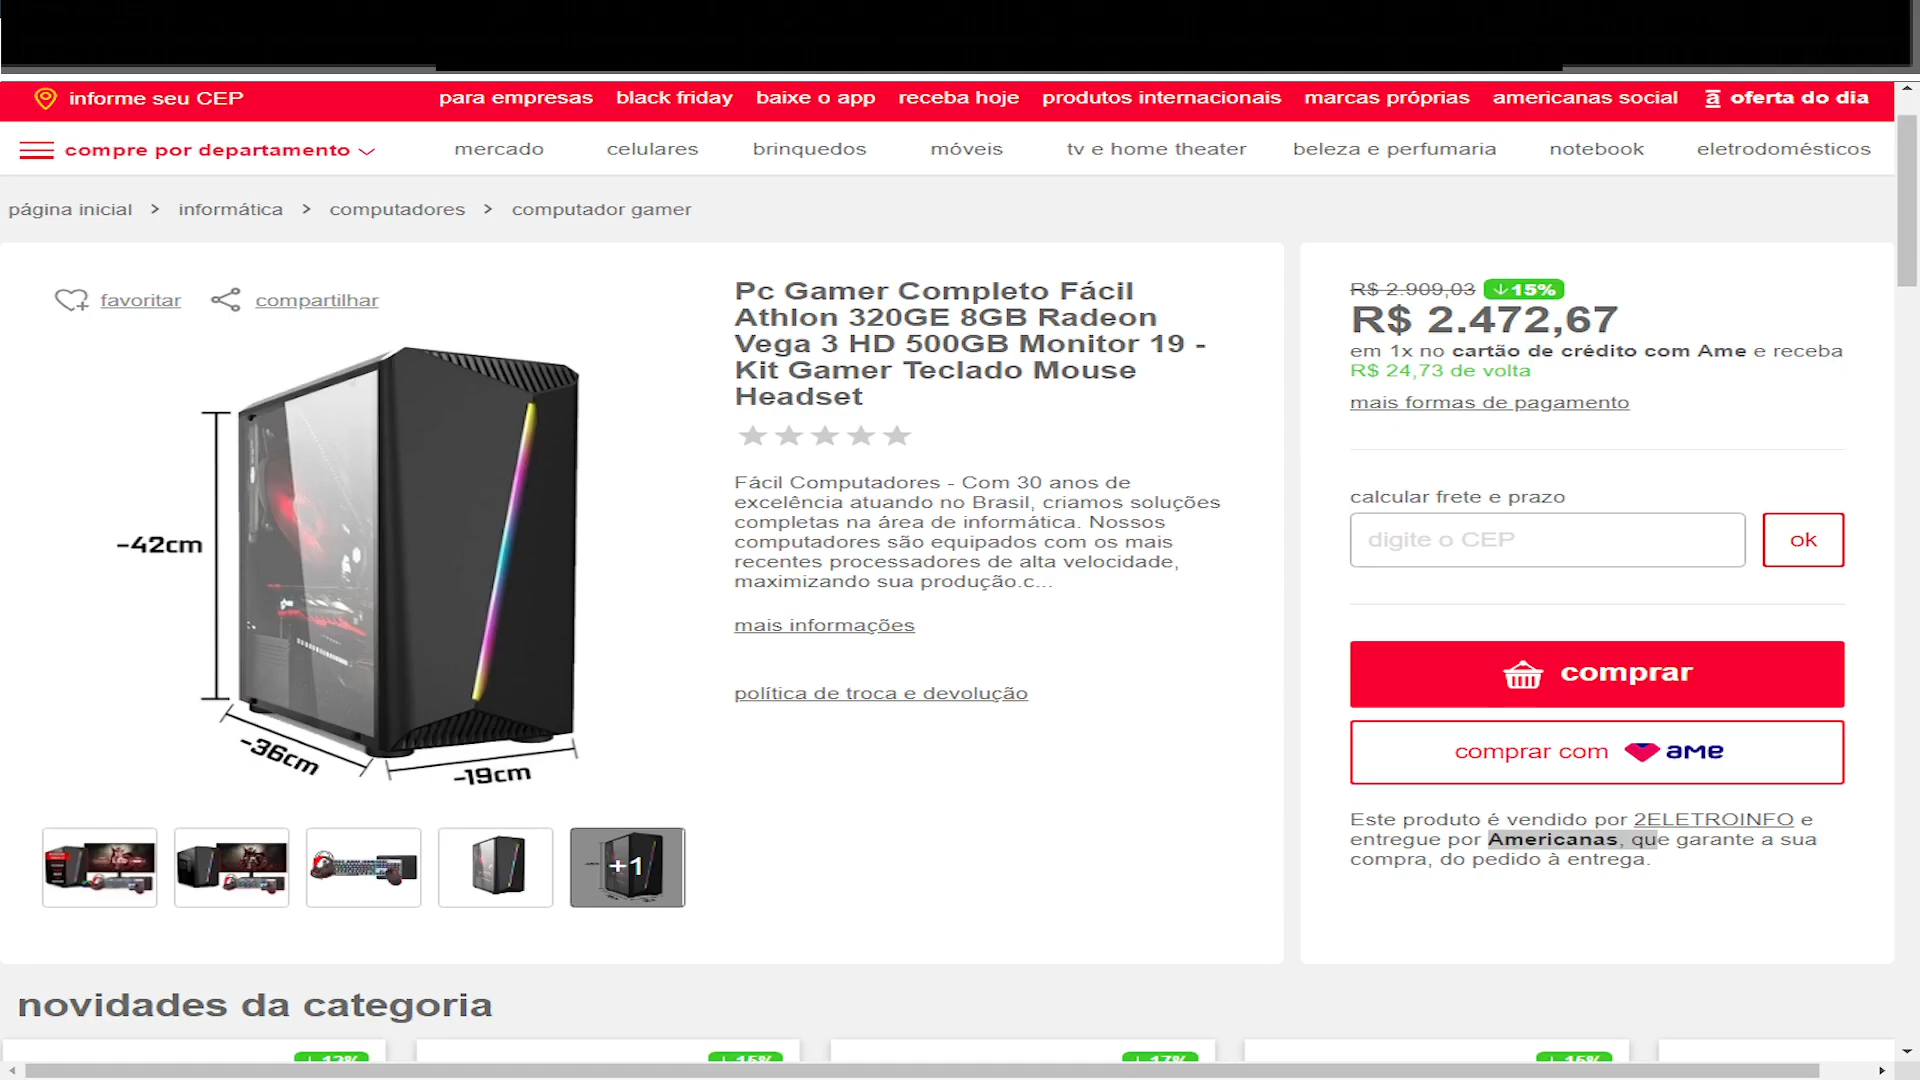 informe seu CEP
para empresas
black friday
baixe o app
receba hoje
produtos internacionais
marcas próprias
americanas social
a oferta do dia
compre por departamento
mercado
celulares
brinquedos
móveis
tv e home theater
beleza e perfumaria
notebook
eletrodomésticos
página inicial > informática > computadores > computador gamer
favoritar
compartilhar
-42cm
-36cm
-19cm
+1
Pc Gamer Completo Fácil
Athlon 320GE 8GB Radeon
Vega 3 HD 500GB Monitor 19 -
Kit Gamer Teclado Mouse
Headset
Fácil Computadores - Com 30 anos de
excelência atuando no Brasil, criamos soluções
completas na área de informática. Nossos
computadores são equipados com os mais
recentes processadores de alta velocidade,
maximizando sua produção.c...
mais informações
política de troca e devolução
R$ 2.909,03 ↓15%
R$ 2.472,67
em 1x no cartão de crédito com Ame e receba
R$ 24,73 de volta
mais formas de pagamento
calcular frete e prazo
digite o CEP
ok
comprar
comprar com AME
Este produto é vendido por 2ELETROINFO e
entregue por Americanas, que garante a sua
compra, do pedido à entrega.
novidades da categoria
↓12%
↓15%
↓17%
↓15%